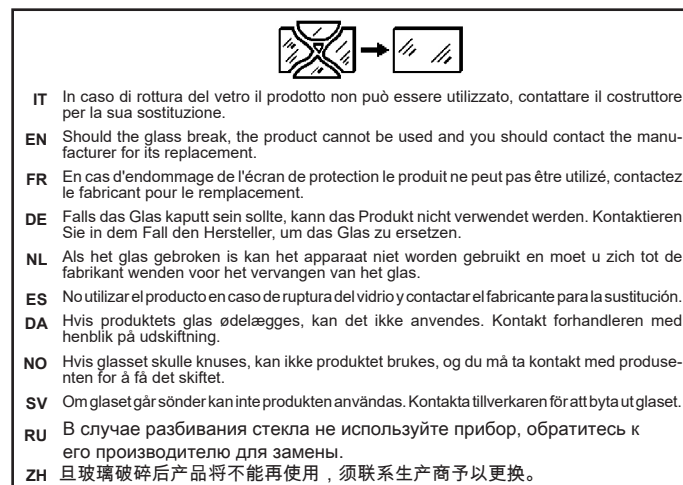 IT In caso di rottura del vetro il prodotto non può essere utilizzato, contattare il costruttore
per la sua sostituzione.
EN Should the glass break, the product cannot be used and you should contact the manu-
facturer for its replacement.
FR En cas d'endommage de l'écran de protection le produit ne peut pas être utilizé, contactez
le fabricant pour le remplacement.
DE Falls das Glas kaputt sein sollte, kann das Produkt nicht verwendet werden. Kontaktieren
Sie in dem Fall den Hersteller, um das Glas zu ersetzen.
NL Als het glas gebroken is kan het apparaat niet worden gebruikt en moet u zich tot de
fabrikant wenden voor het vervangen van het glas.
ES No utilizar el producto en caso de ruptura del vidrio y contactar el fabricante para la sustitución.
DA Hvis produktets glas ødelægges, kan det ikke anvendes. Kontakt forhandleren med
henblik på udskiftning.
NO Hvis glasset skulle knuses, kan ikke produktet brukes, og du må ta kontakt med produse-
nten for å få det skiftet.
SV Om glaset går sönder kan inte produkten användas. Kontakta tillverkaren för att byta ut glaset.
RU В случае разбивания стекла не используйте прибор, обратитесь к
его производителю для замены.
ZH 且玻璃破碎后产品将不能再使用，须联系生产商予以更换。